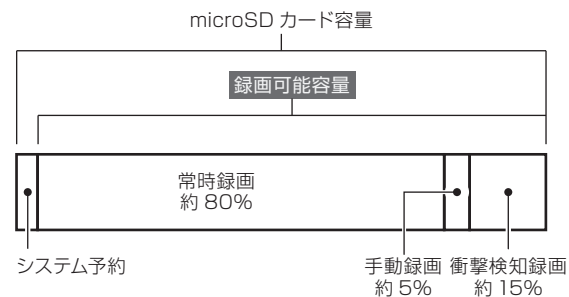 microSD カード容量
録画可能容量
常時録画
約 80%
システム予約
手動録画
約 5%
衝撃検知録画
約 15%